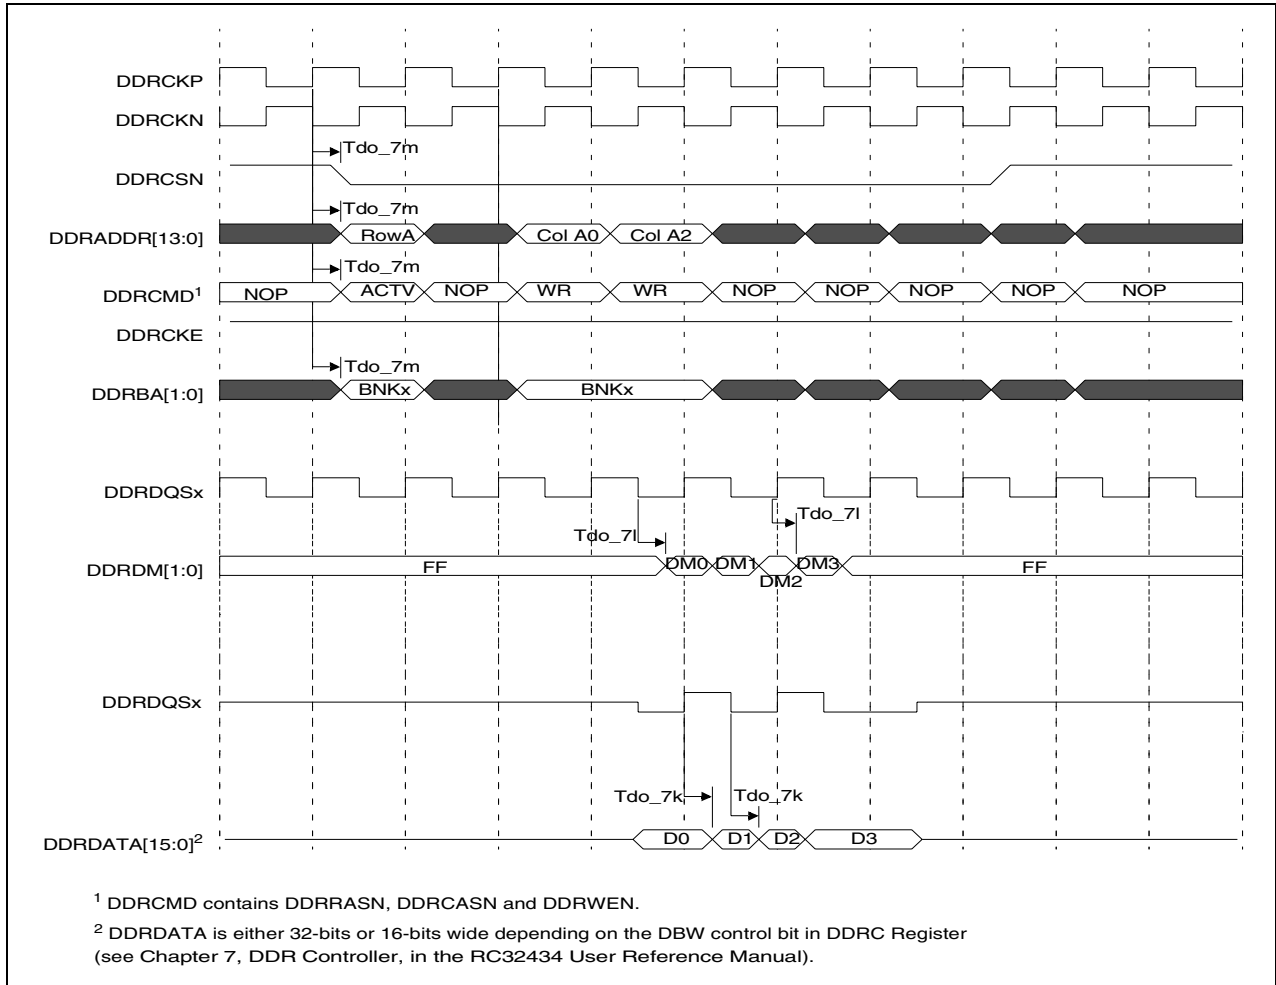 DDRCKP
DDRCKN
Tdo_7m
DDRCSN
Tdo_7m
DDRADDR[13:0] RowA Col A0 Col A2
Tdo_7m
DDRCMD1 NOP ACTV NOP WR WR NOP NOP NOP NOP NOP
DDRCKE
Tdo_7m
DDRBA[1:0] BNKx BNKx
DDRDQSx
Tdo_7l
Tdo_7l
DDRDM[1:0] FF DM0 DM1 DM2 DM3 FF
DDRDQSx
Tdo_7k Tdo_7k
DDRDATA[15:0]2 D0 D1 D2 D3
1 DDRCMD contains DDRRASN, DDRCASN and DDRWEN.
2 DDRDATA is either 32-bits or 16-bits wide depending on the DBW control bit in DDRC Register
(see Chapter 7, DDR Controller, in the RC32434 User Reference Manual).